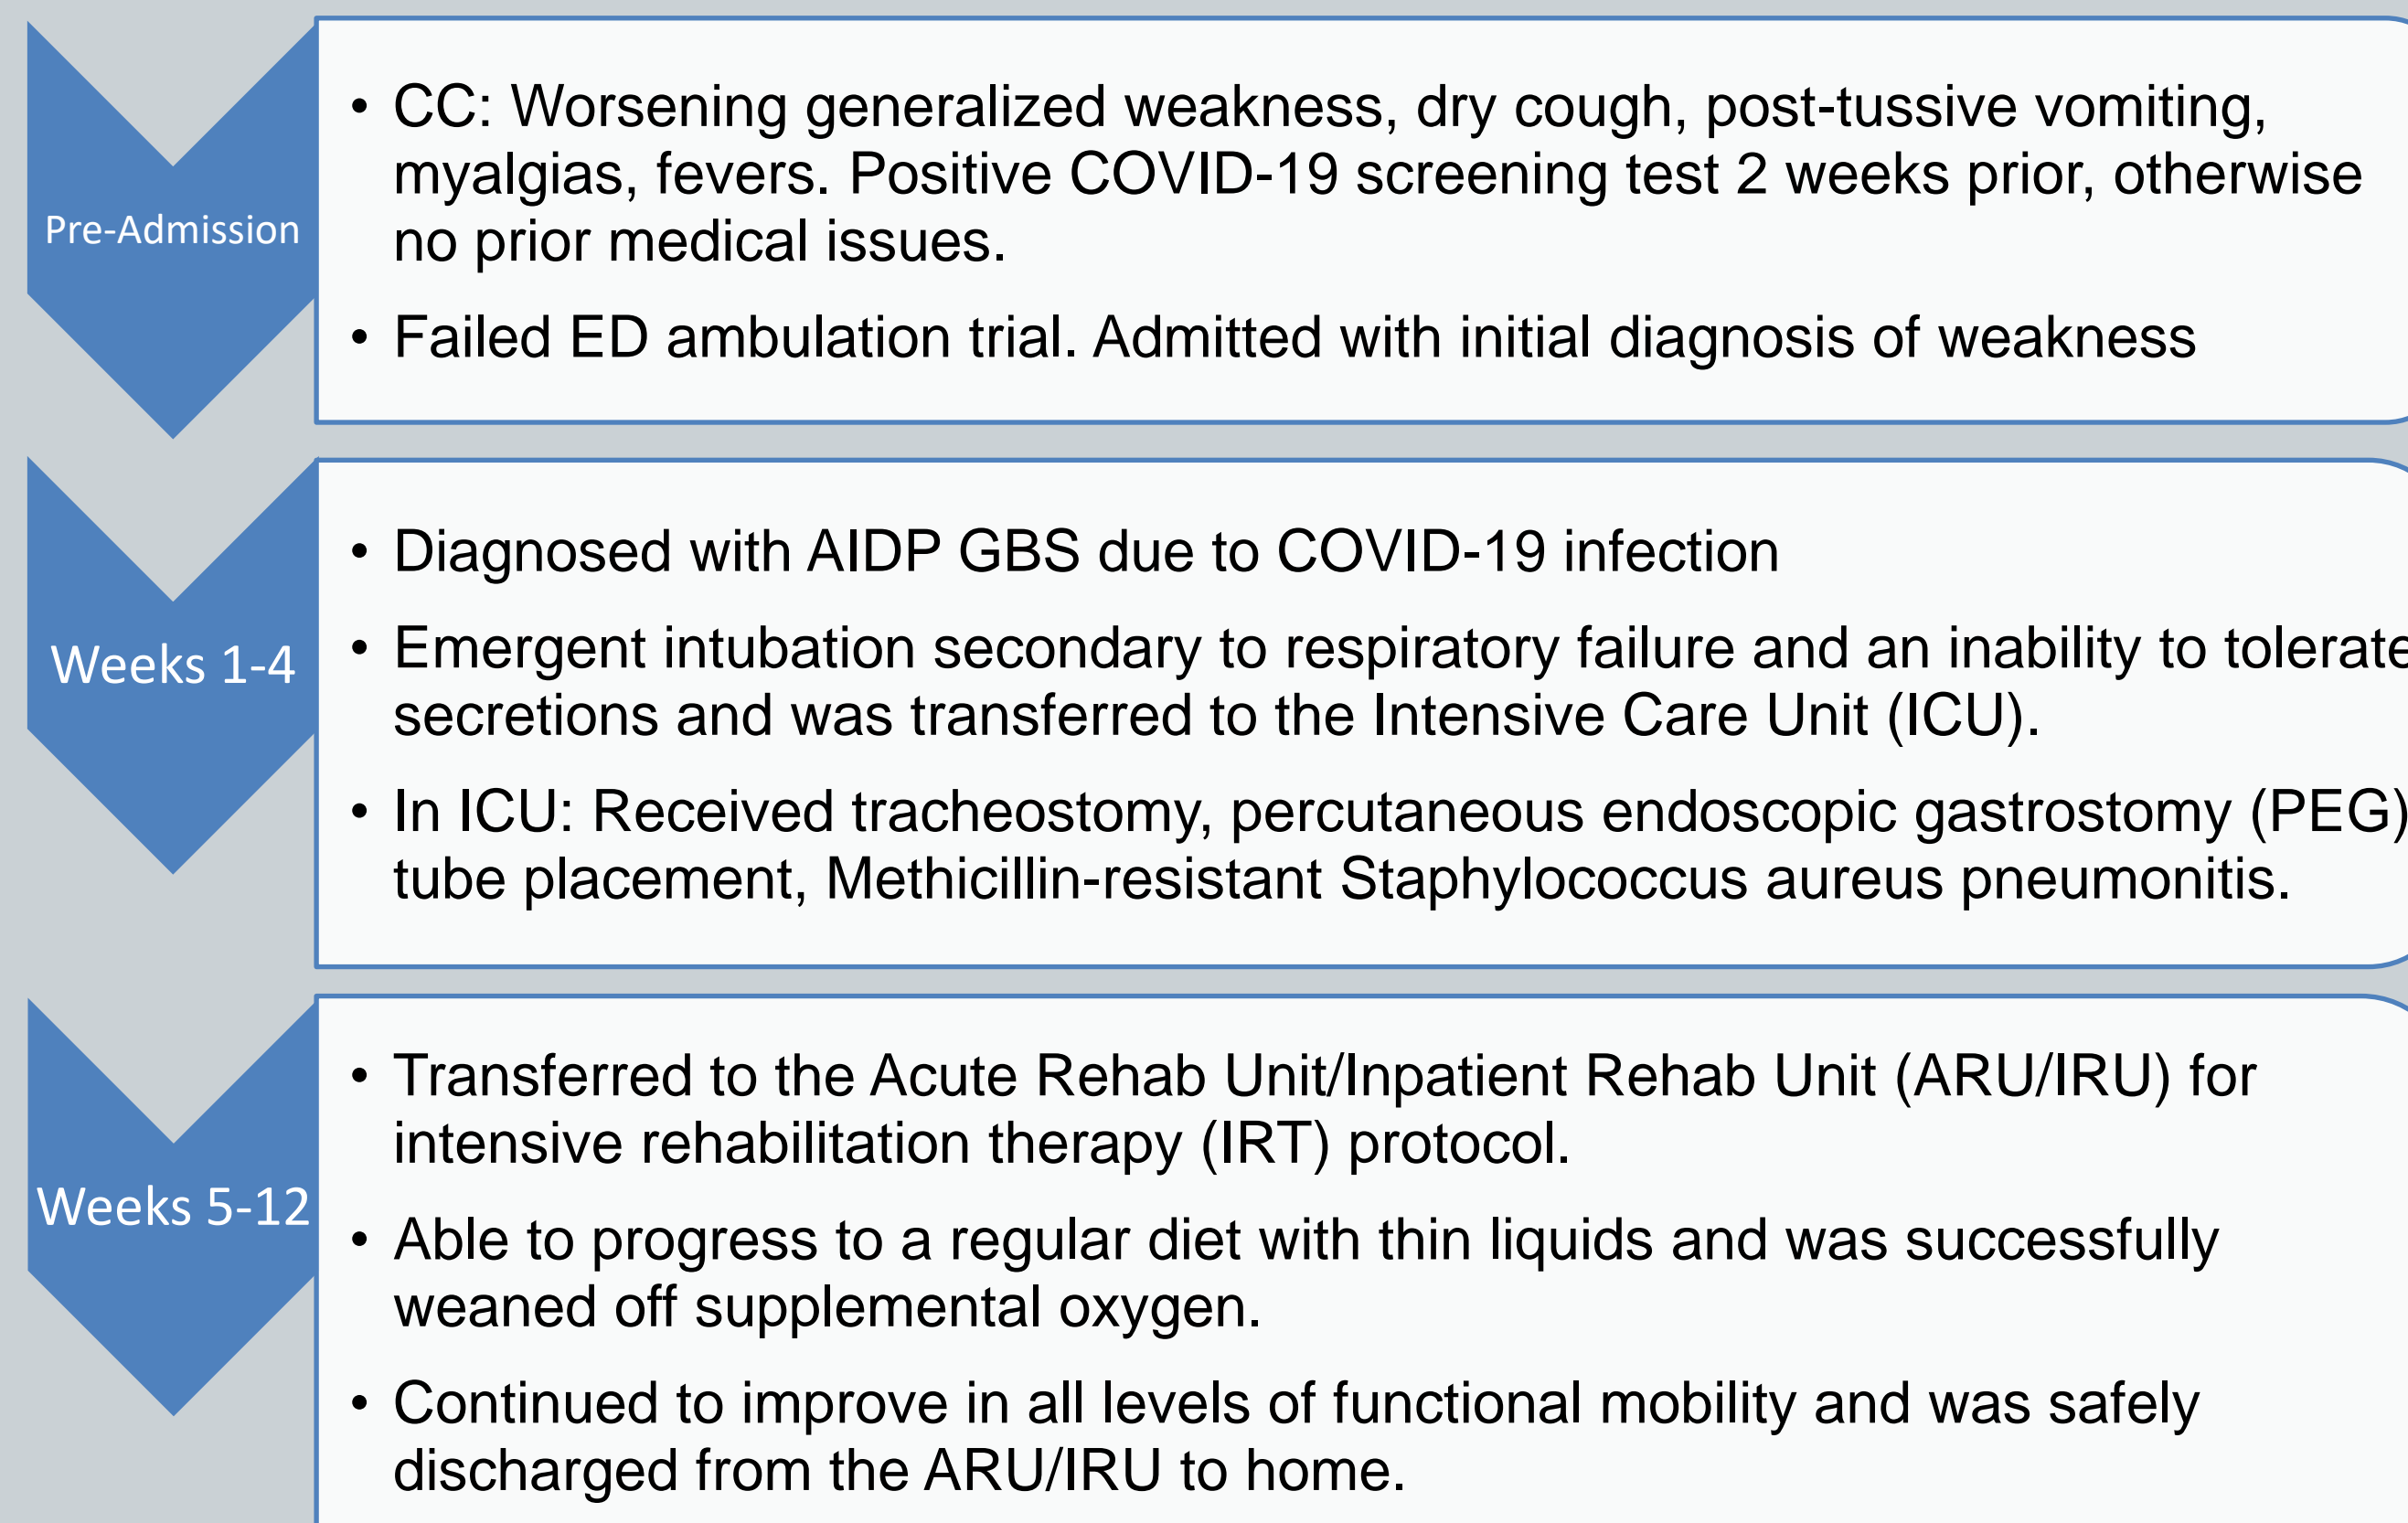 Pre-Admission
• CC: Worsening generalized weakness, dry cough, post-tussive vomiting,
myalgias, fevers. Positive COVID-19 screening test 2 weeks prior, otherwise
no prior medical issues.
• Failed ED ambulation trial. Admitted with initial diagnosis of weakness
Weeks 1-4
• Diagnosed with AIDP GBS due to COVID-19 infection
• Emergent intubation secondary to respiratory failure and an inability to tolerate
secretions and was transferred to the Intensive Care Unit (ICU).
• In ICU: Received tracheostomy, percutaneous endoscopic gastrostomy (PEG)
tube placement, Methicillin-resistant Staphylococcus aureus pneumonitis.
Weeks 5-12
• Transferred to the Acute Rehab Unit/Inpatient Rehab Unit (ARU/IRU) for
intensive rehabilitation therapy (IRT) protocol.
• Able to progress to a regular diet with thin liquids and was successfully
weaned off supplemental oxygen.
• Continued to improve in all levels of functional mobility and was safely
discharged from the ARU/IRU to home.